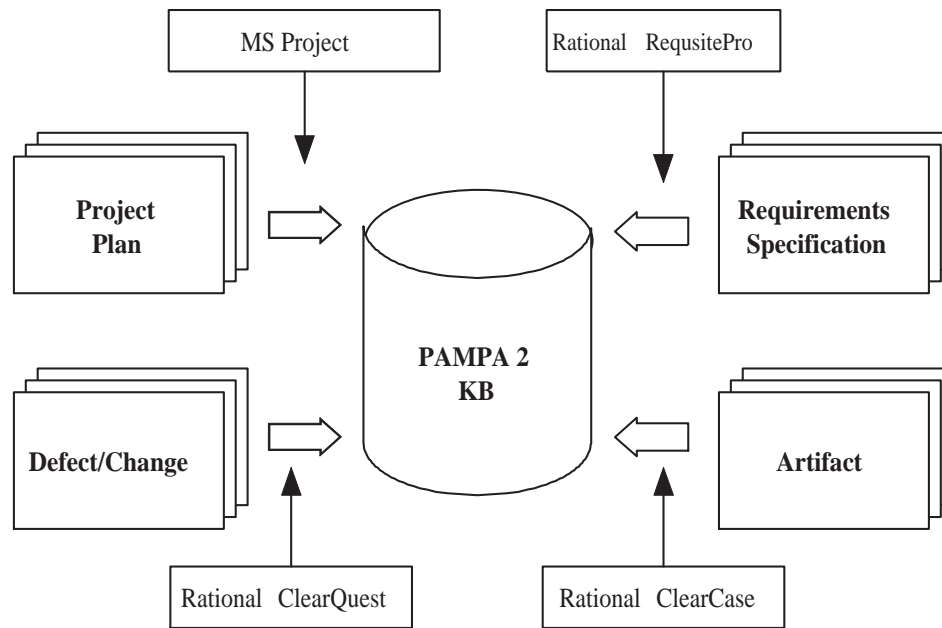 MS Project
Rational RequsitePro
Project
Plan
Requirements
Specification
PAMPA 2
KB
Defect/Change
Artifact
Rational ClearQuest
Rational ClearCase